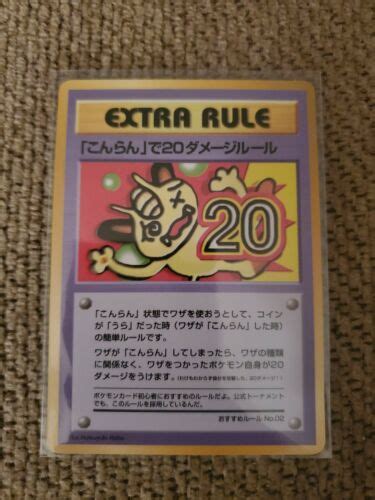 EXTRA RULE
「こんらん」で20ダメージルール
20
「こんらん」状態でワザを使おうとして、コイン
が「うら」だった時（ワザが「こんらん」した時）
の簡単ルールです。
ワザが「こんらん」してしまったら、ワザの種類
に関係なく、ワザをつかったポケモン自身が20
ダメージをうけます。
ポケモンカード初心者におすすめのルールだよ。公式トーナメント
でも、このルールを採用しているんだ。
おすすめルール No.02